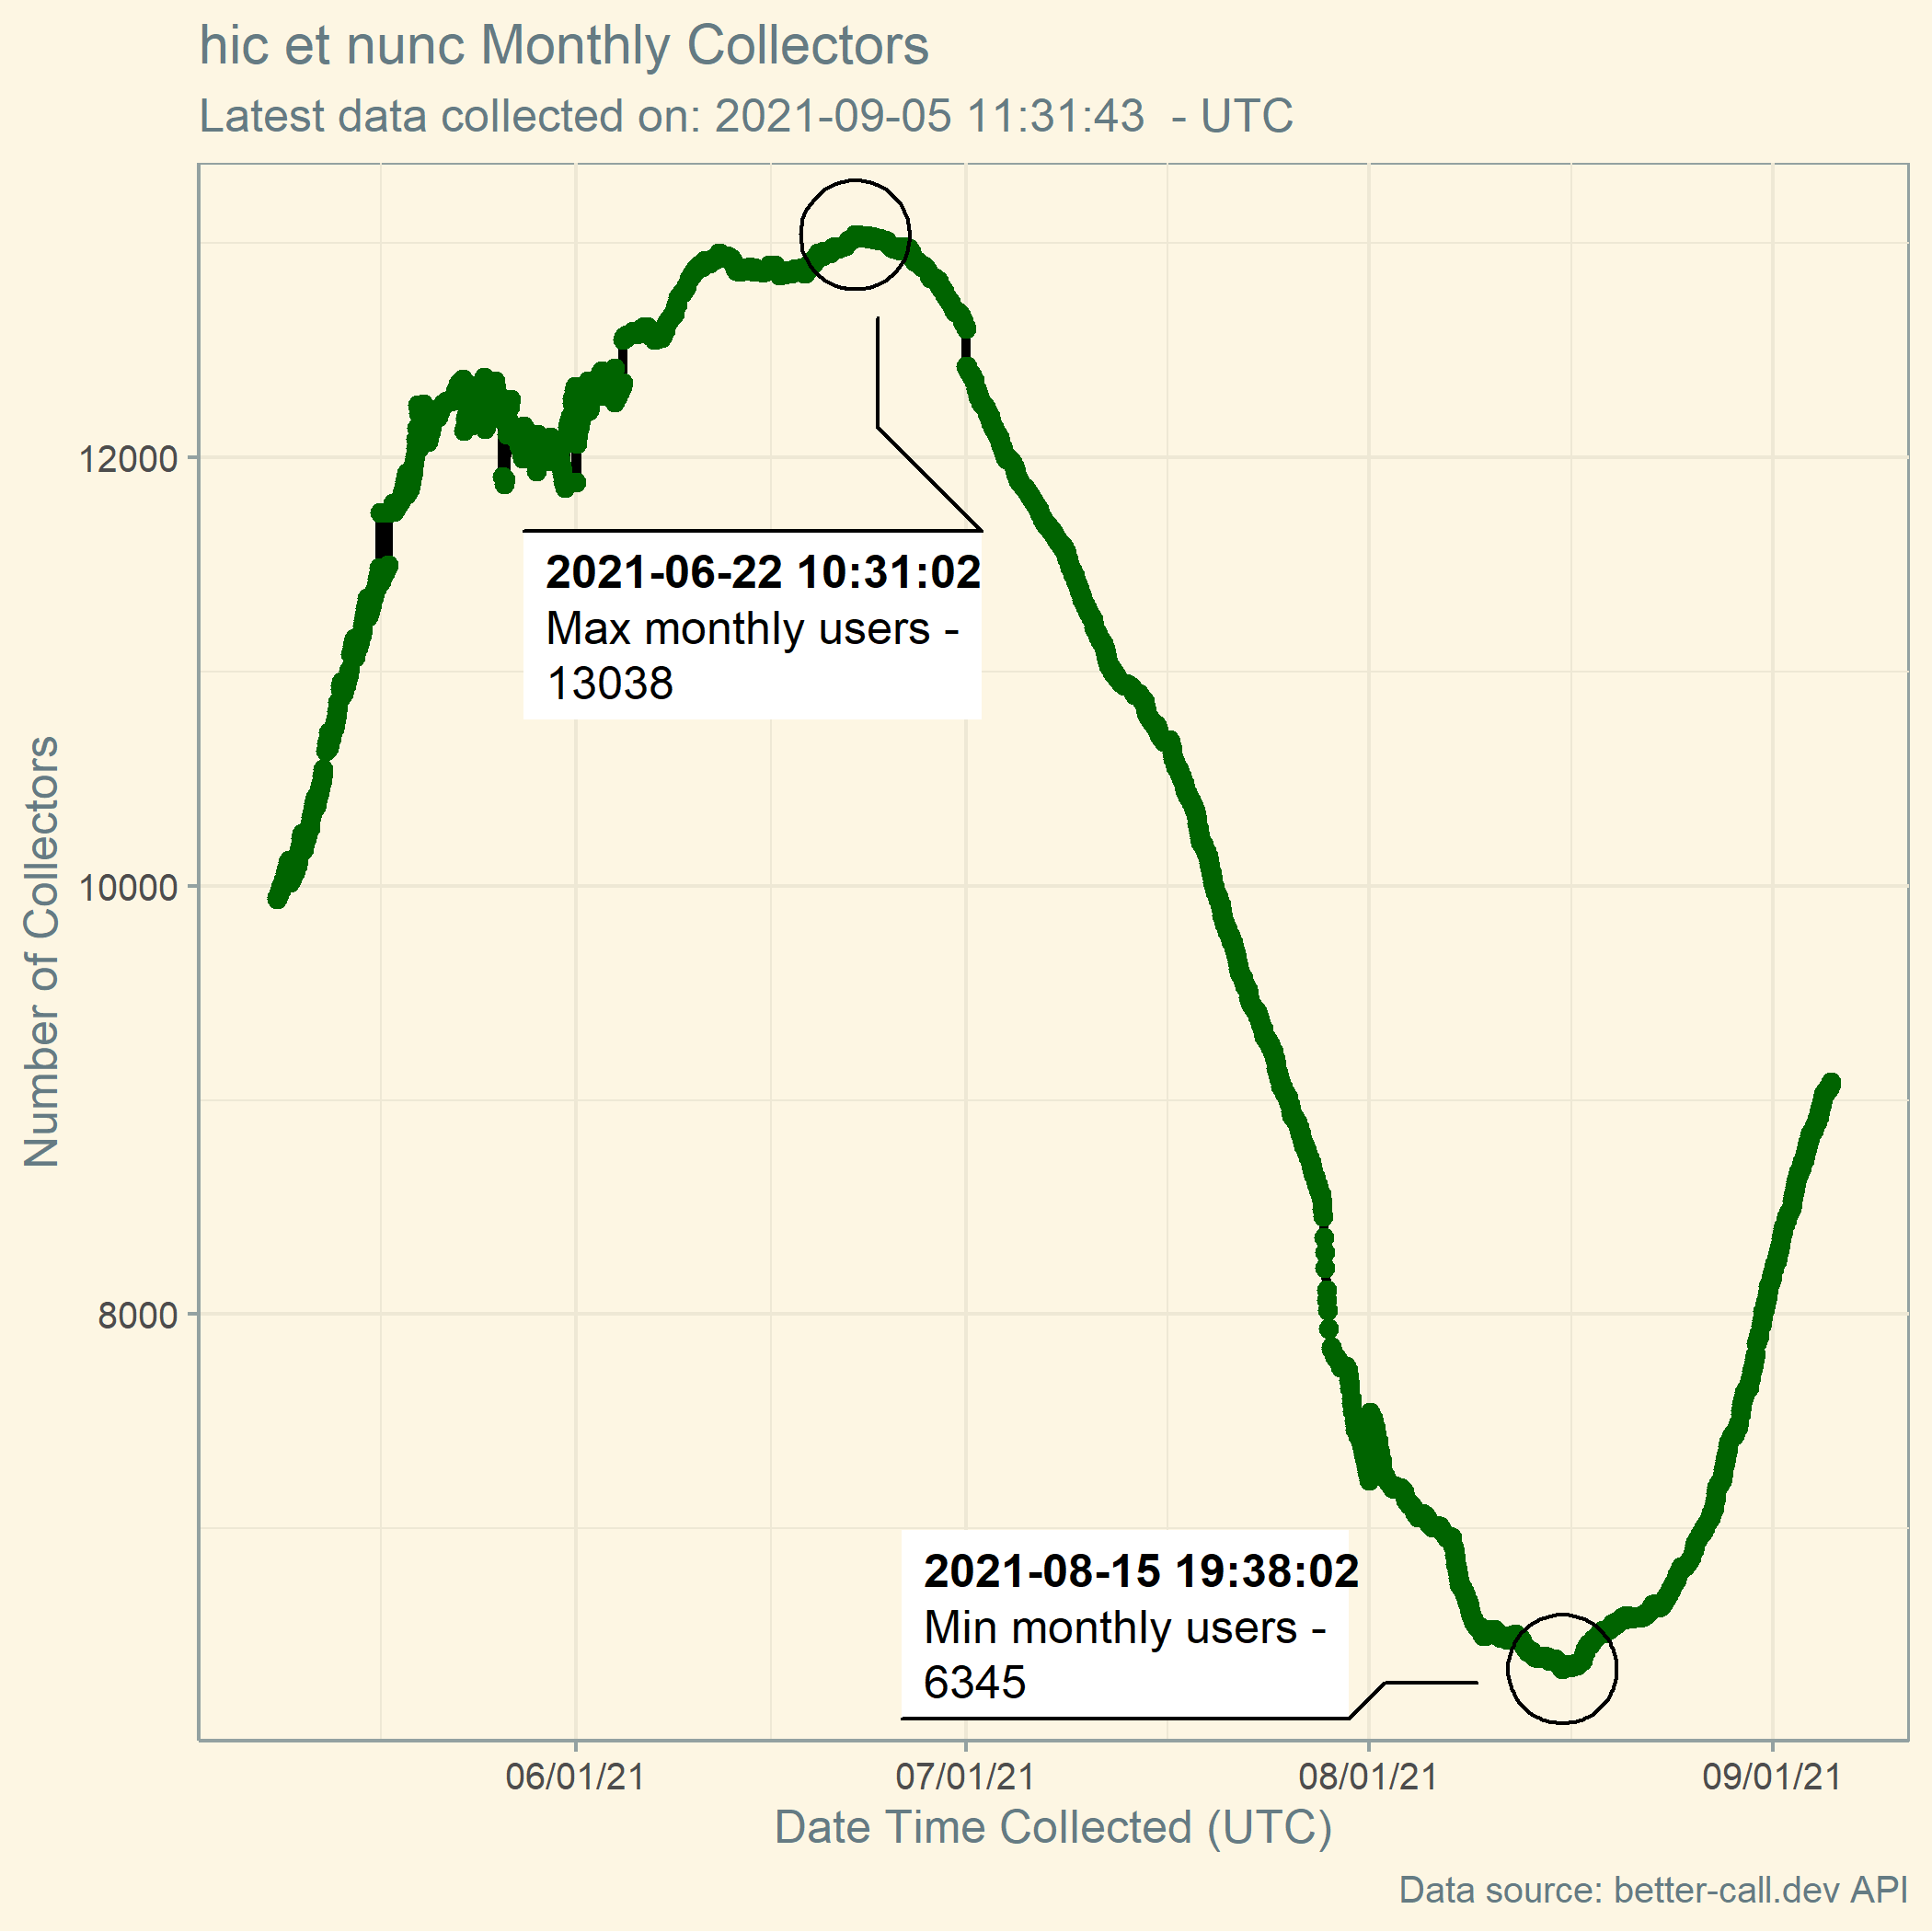 hic et nunc Monthly Collectors
Latest data collected on: 2021-09-05 11:31:43  - UTC
Number of Collectors
12000
10000
8000
2021-06-22 10:31:02
Max monthly users -
13038
2021-08-15 19:38:02
Min monthly users -
6345
06/01/21
07/01/21
08/01/21
09/01/21
Date Time Collected (UTC)
Data source: better-call.dev API